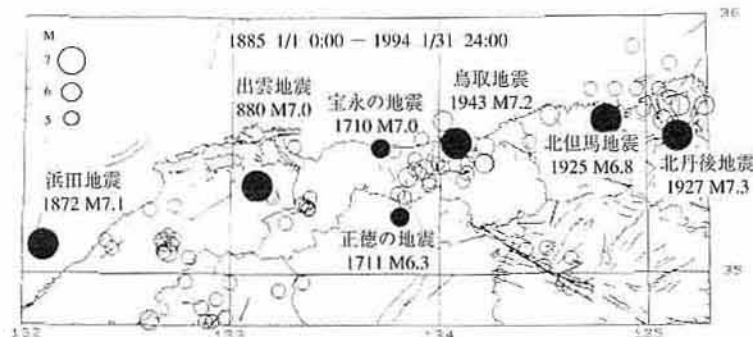 36
1885 1/1 0:00 − 1994 1/31 24:00
M
7
6
5
出雲地震
880 M7.0
宝永の地震
1710 M7.0
鳥取地震
1943 M7.2
北但馬地震
1925 M6.8
北丹後地震
1927 M7.3
浜田地震
1872 M7.1
正徳の地震
1711 M6.3
35
132
133
134
135